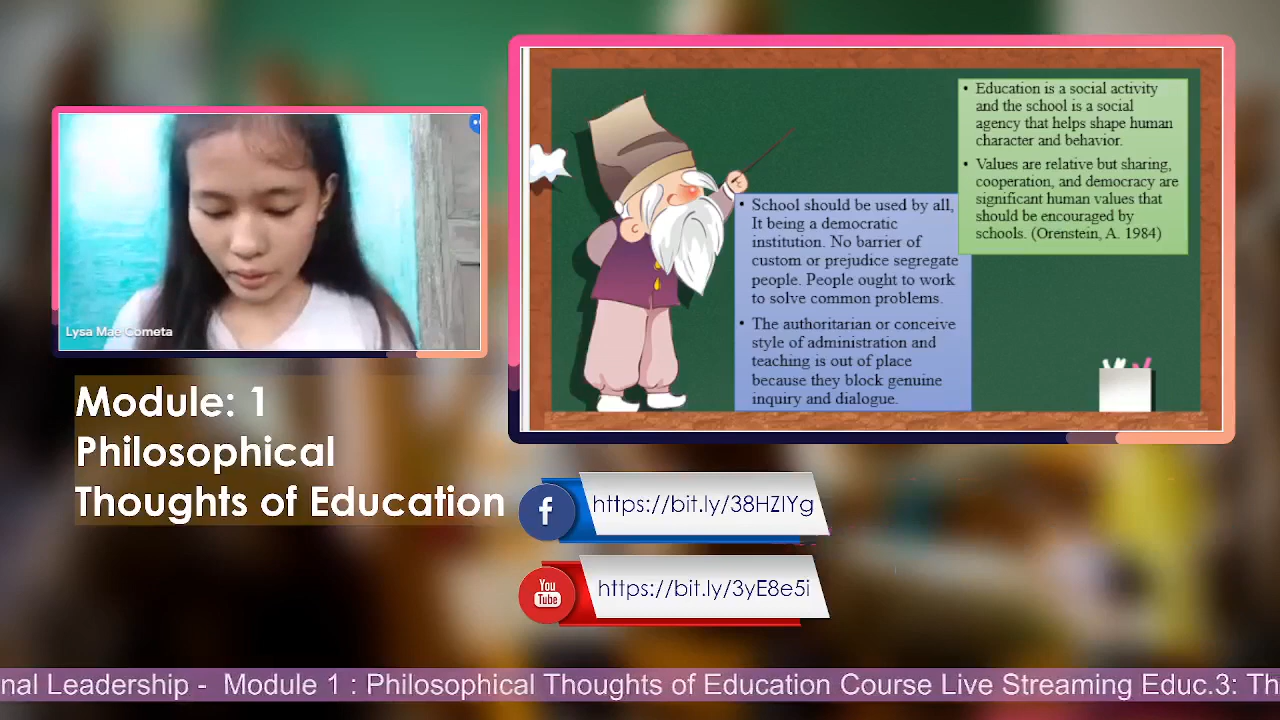 Lysa Mae Cometa
Module: 1
Philosophical
Thoughts of Education
• Education is a social activity
and the school is a social
agency that helps shape human
character and behavior.
• Values are relative but sharing,
cooperation, and democracy are
significant human values that
should be encouraged by
schools. (Orenstein, A. 1984)
• School should be used by all,
It being a democratic
institution. No barrier of
custom or prejudice segregate
people. People ought to work
to solve common problems.
• The authoritarian or conceive
style of administration and
teaching is out of place
because they block genuine
inquiry and dialogue.
f
https://bit.ly/38HZIYg
You
Tube
https://bit.ly/3yE8e5i
nal Leadership - Module 1 : Philosophical Thoughts of Education Course Live Streaming Educ.3: Th